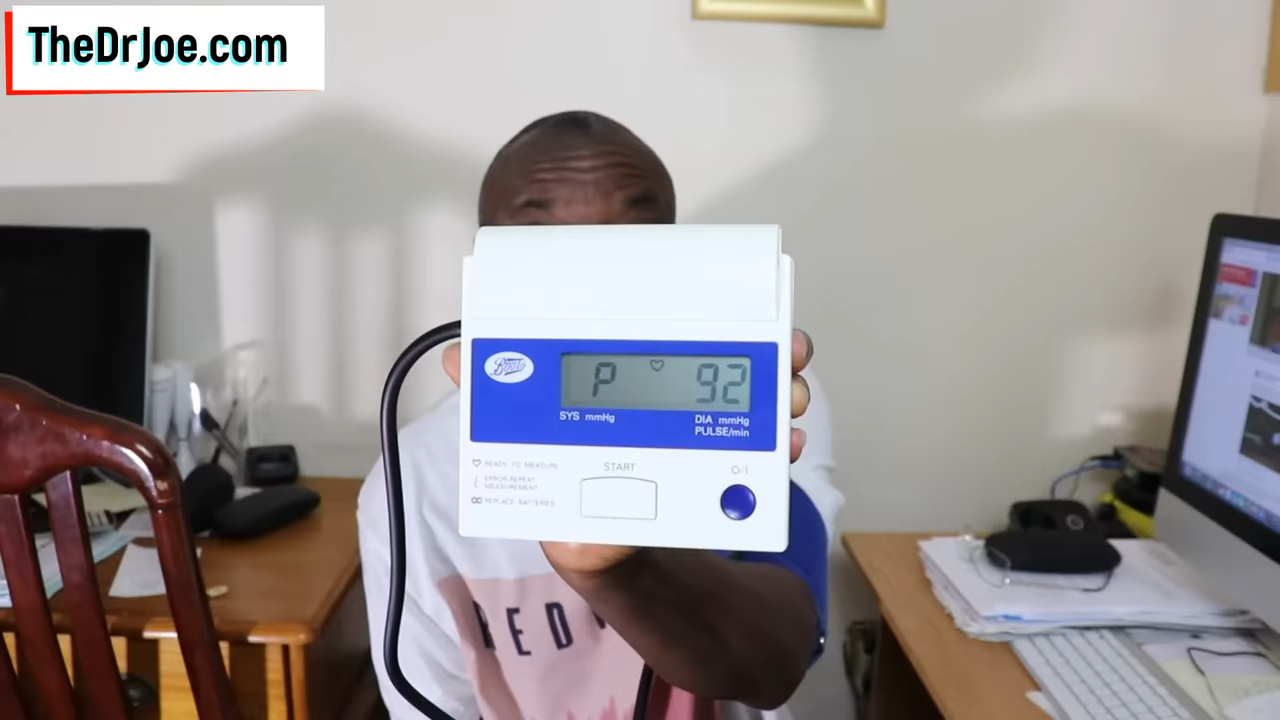 TheDrJoe.com
Boots
P 92
SYS mmHg
DIA mmHg
PULSE/min
READY TO MEASURE
ERROR REPEAT
MEASUREMENT
REPLACE BATTERIES
START
O/I